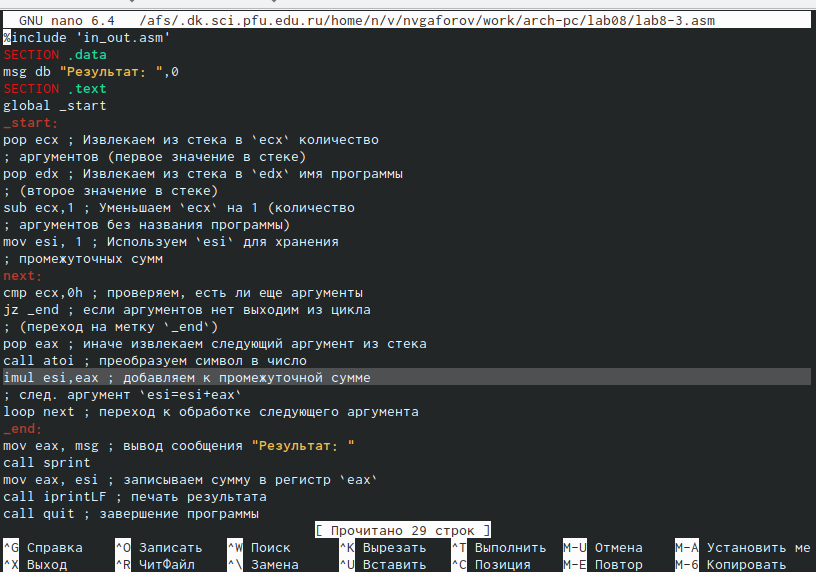 GNU nano 6.4   /afs/.dk.sci.pfu.edu.ru/home/n/v/nvgaforov/work/arch-pc/lab08/lab8-3.asm
%include 'in_out.asm'
SECTION .data
msg db "Результат: ",0
SECTION .text
global _start
_start:
pop ecx ; Извлекаем из стека в `ecx` количество
; аргументов (первое значение в стеке)
pop edx ; Извлекаем из стека в `edx` имя программы
; (второе значение в стеке)
sub ecx,1 ; Уменьшаем `ecx` на 1 (количество
; аргументов без названия программы)
mov esi, 1 ; Используем `esi` для хранения
; промежуточных сумм
next:
cmp ecx,0h ; проверяем, есть ли еще аргументы
jz _end ; если аргументов нет выходим из цикла
; (переход на метку `_end`)
pop eax ; иначе извлекаем следующий аргумент из стека
call atoi ; преобразуем символ в число
imul esi,eax ; добавляем к промежуточной сумме
; след. аргумент `esi=esi+eax`
loop next ; переход к обработке следующего аргумента
_end:
mov eax, msg ; вывод сообщения "Результат: "
call sprint
mov eax, esi ; записываем сумму в регистр `eax`
call iprintLF ; печать результата
call quit ; завершение программы
[ Прочитано 29 строк ]
^G Справка ^O Записать ^W Поиск ^K Вырезать ^T Выполнить M-U Отмена M-A Установить ме
^X Выход ^R ЧитФайл ^\ Замена ^U Вставить ^C Позиция M-E Повтор M-6 Копировать